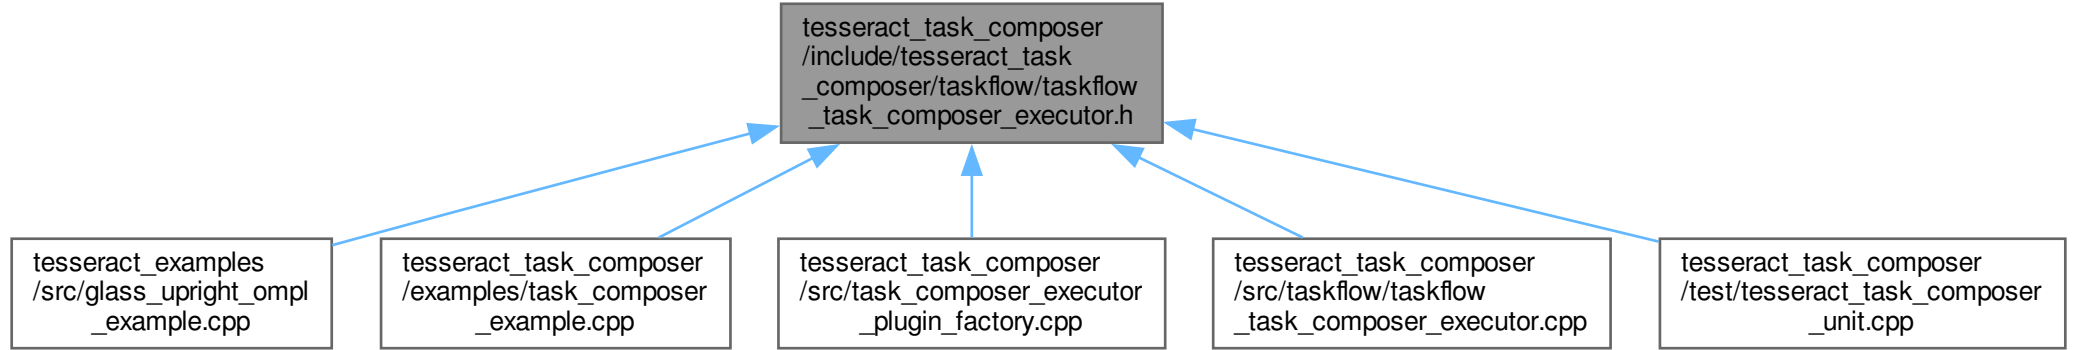 tesseract_task_composer
/include/tesseract_task
_composer/taskflow/taskflow
_task_composer_executor.h
tesseract_examples
/src/glass_upright_ompl
_example.cpp
tesseract_task_composer
/examples/task_composer
_example.cpp
tesseract_task_composer
/src/task_composer_executor
_plugin_factory.cpp
tesseract_task_composer
/src/taskflow/taskflow
_task_composer_executor.cpp
tesseract_task_composer
/test/tesseract_task_composer
_unit.cpp